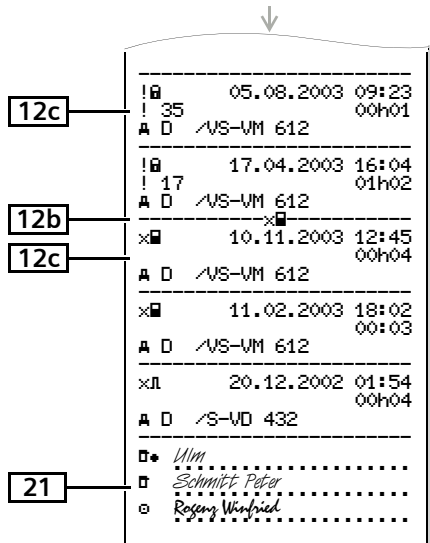 ! 05.08.2003 09:23
12c
! 35 00h01
D /VS-VM 612
! 17.04.2003 16:04
! 17 01h02
D /VS-VM 612
12b
x
x 10.11.2003 12:45
12c
00h04
D /VS-VM 612
x 11.02.2003 18:02
00:03
D /VS-VM 612
x 20.12.2002 01:54
00h04
D /S-VD 432
Ulm
21
Schmitt Peter
Rogenz Winfried